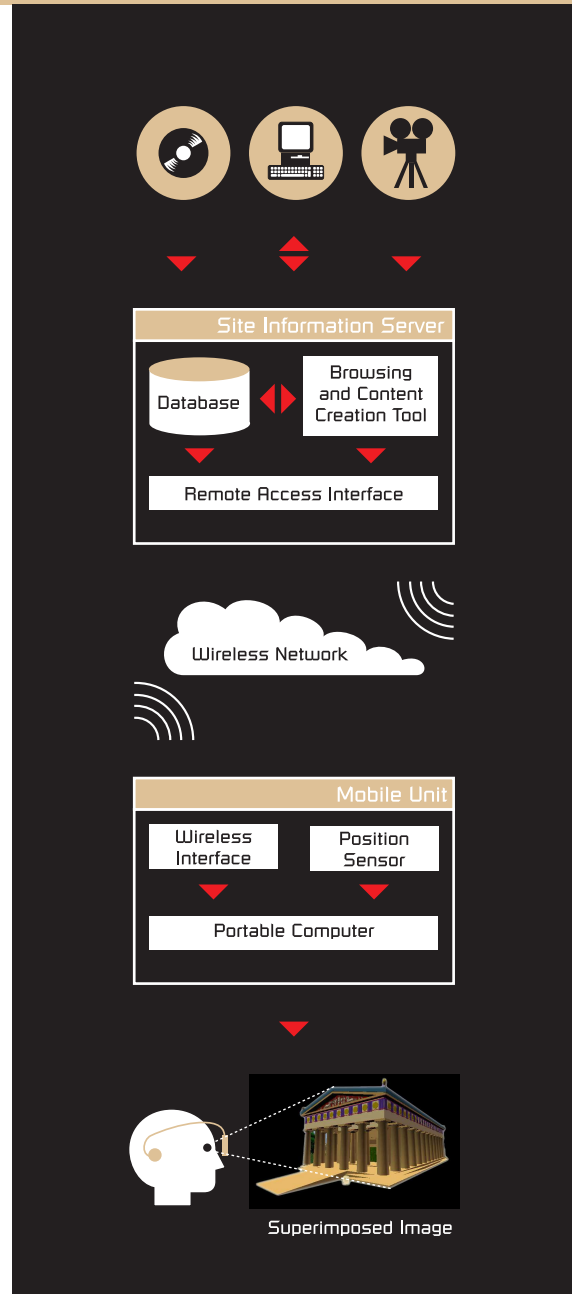 Site Information Server
Database
Browsing
and Content
Creation Tool
Remote Access Interface
Wireless Network
Mobile Unit
Wireless
Interface
Position
Sensor
Portable Computer
Superimposed Image